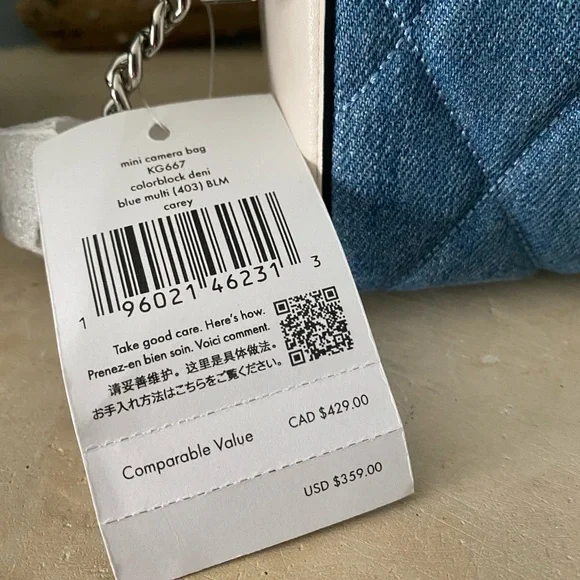 mini camera bag
KG667
colorblock deni
blue multi (403) BLM
carey
1 96021 46231 3
Take good care. Here's how.
Prenez-en bien soin. Voici comment.
请妥善维护。这里是具体做法。
お手入れ方法はこちらをご覧ください。
Comparable Value CAD $429.00
USD $359.00